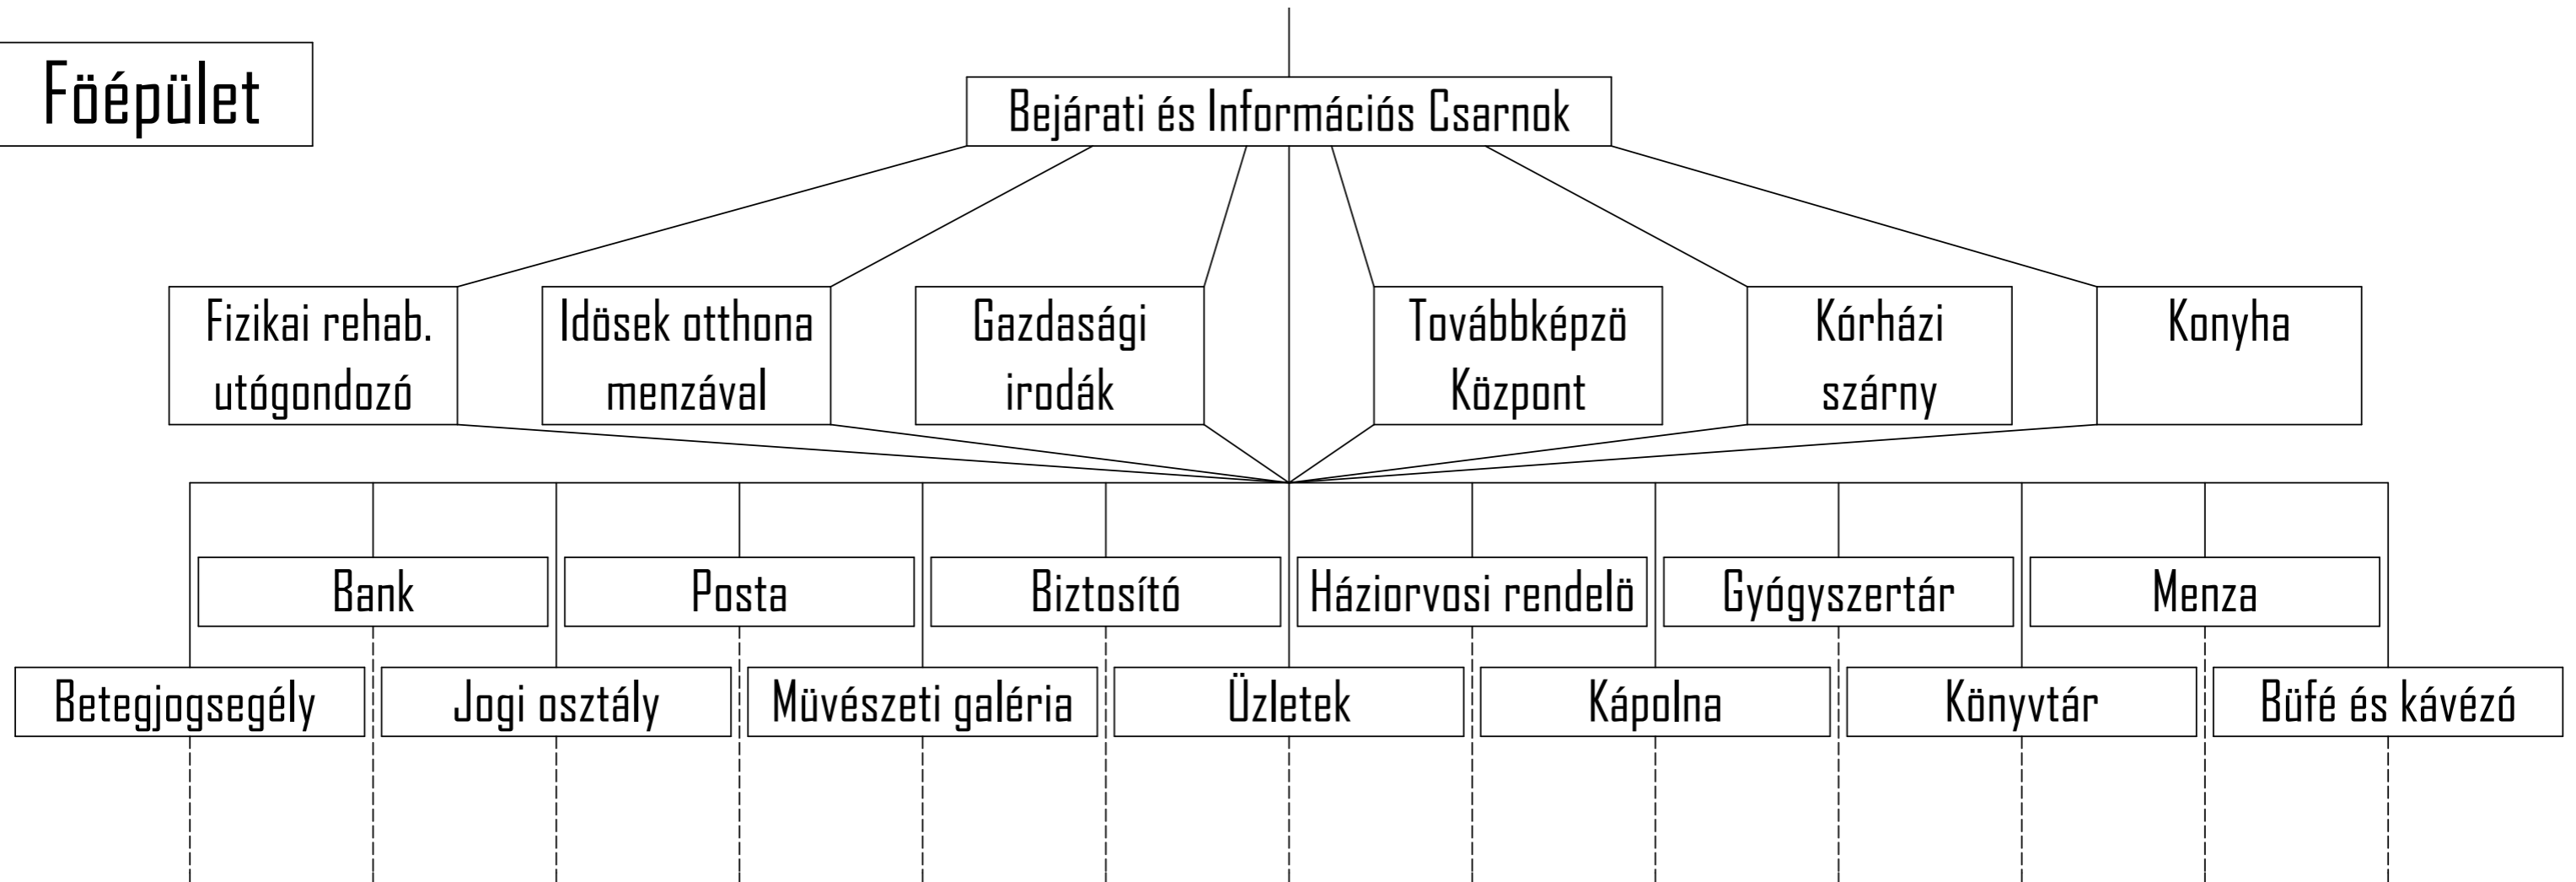 Föépület
Bejárati és Információs Csarnok
Fizikai rehab.
utógondozó
Idösek otthona
menzával
Gazdasági
irodák
Továbbképzö
Központ
Kórházi
szárny
Konyha
Bank
Posta
Biztosító
Háziorvosi rendelö
Gyógyszertár
Menza
Betegjogsegély
Jogi osztály
Müvészeti galéria
Üzletek
Kápolna
Könyvtár
Büfé és kávézó